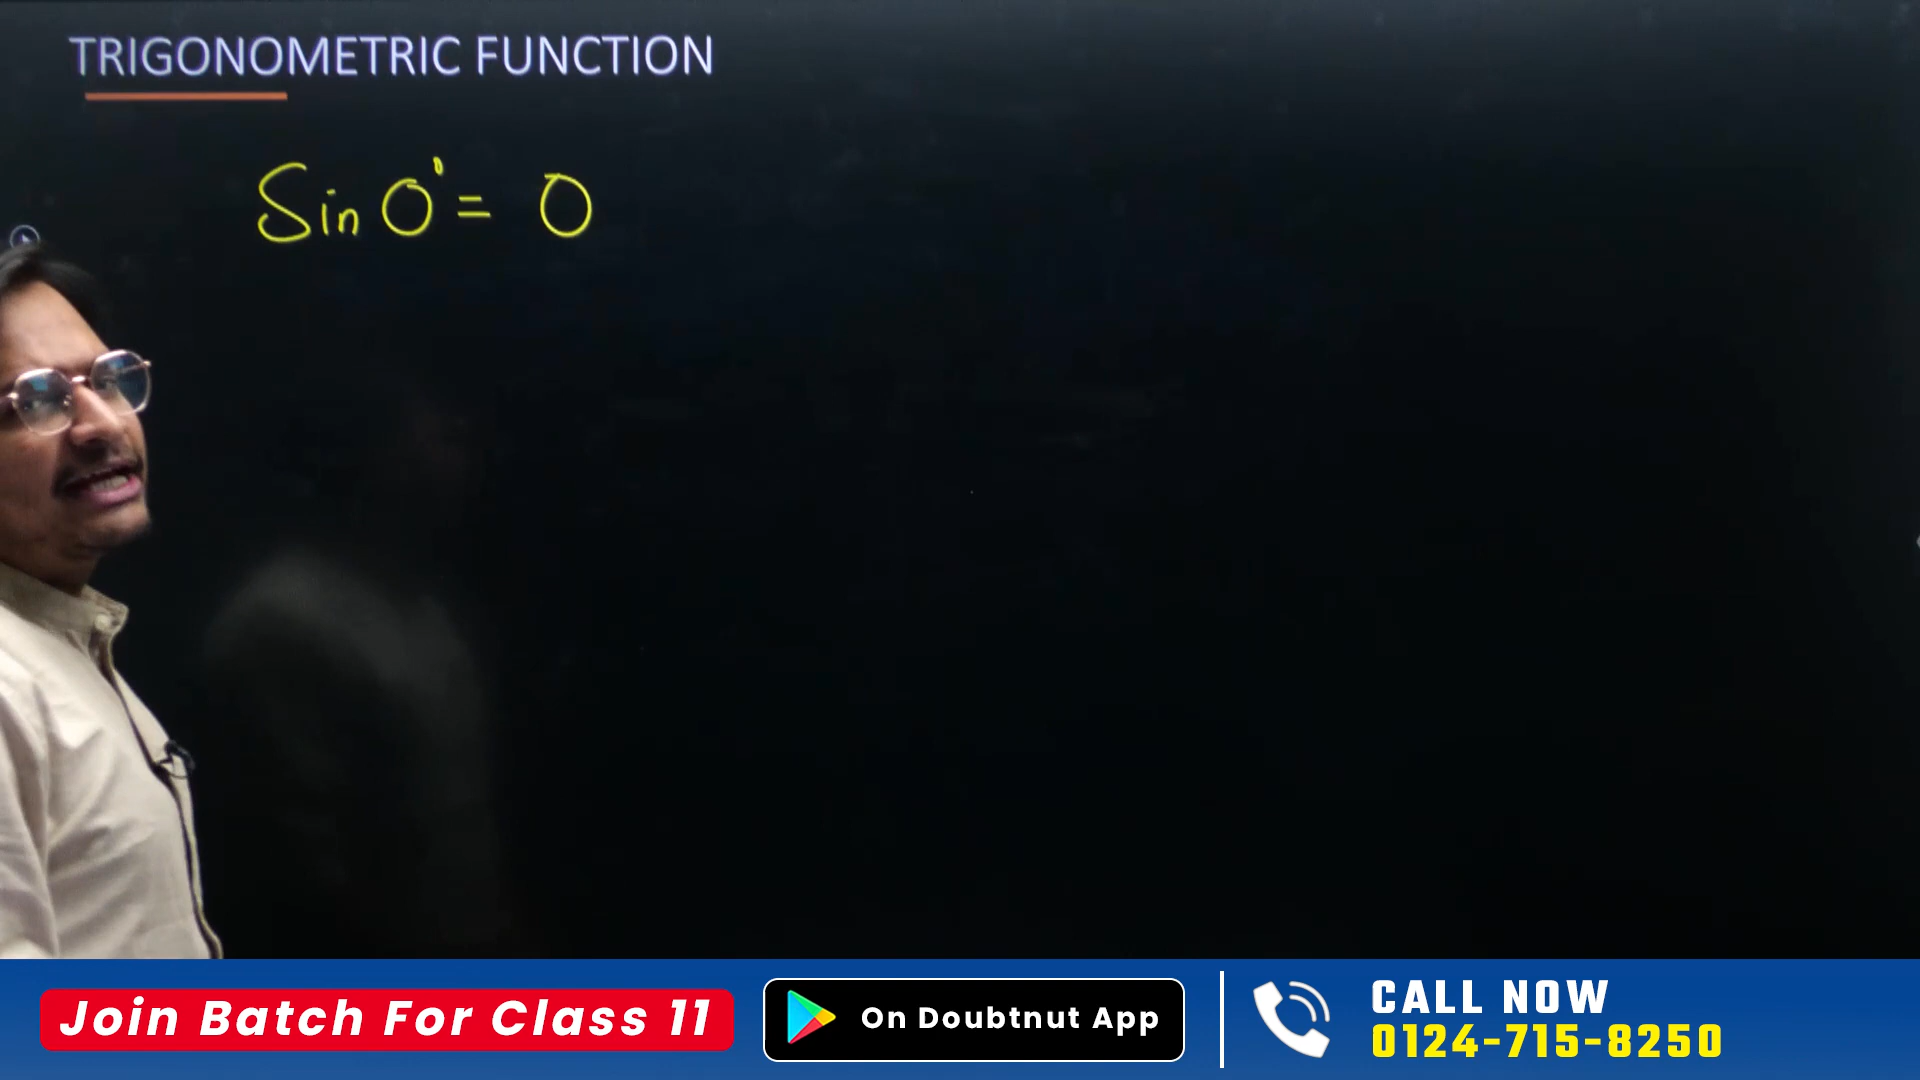 TRIGONOMETRIC FUNCTION
Sin 0° = 0
Join Batch For Class 11
On Doubtnut App
CALL NOW
0124-715-8250